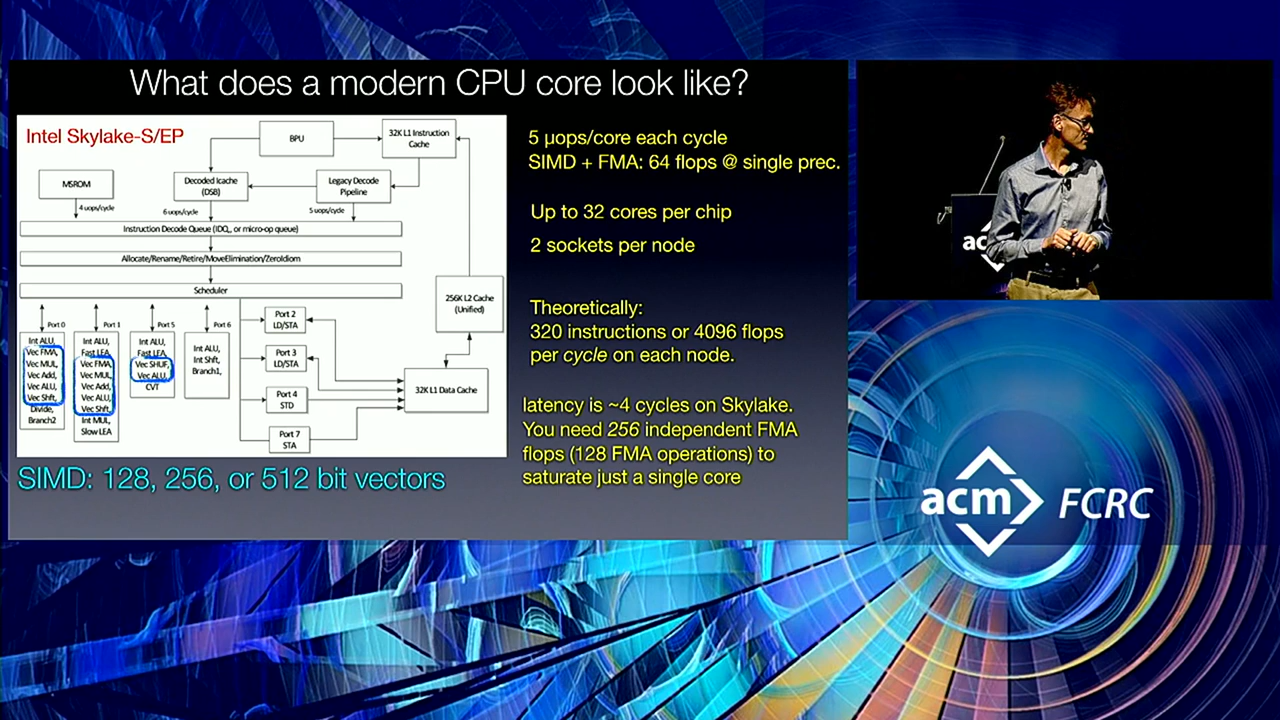 What does a modern CPU core look like?
Intel Skylake-S/EP
BPU
32K L1 Instruction
Cache
MSROM
Decoded Icache
(DSB)
Legacy Decode
Pipeline
4 uops/cycle
6 uops/cycle
5 uops/cycle
Instruction Decode Queue (IDQ,, or micro-op queue)
Allocate/Rename/Retire/MoveElimination/ZeroIdiom
Scheduler
256K L2 Cache
(Unified)
Port 0
Int ALU,
Vec FMA,
Vec MUL,
Vec Add,
Vec ALU,
Vec Shft,
Divide,
Branch2
Port 1
Int ALU,
Fast LEA,
Vec FMA,
Vec MUL,
Vec Add,
Vec ALU,
Vec Shft,
Int MUL,
Slow LEA
Port 5
Int ALU,
Fast LEA,
Vec SHUF,
Vec ALU,
CVT
Port 6
Int ALU,
Int Shft,
Branch1,
Port 2
LD/STA
Port 3
LD/STA
Port 4
STD
Port 7
STA
32K L1 Data Cache
SIMD: 128, 256, or 512 bit vectors
5 µops/core each cycle
SIMD + FMA: 64 flops @ single prec.
Up to 32 cores per chip
2 sockets per node
Theoretically:
320 instructions or 4096 flops
per cycle on each node.
latency is ~4 cycles on Skylake.
You need 256 independent FMA
flops (128 FMA operations) to
saturate just a single core
ac
acm FCRC